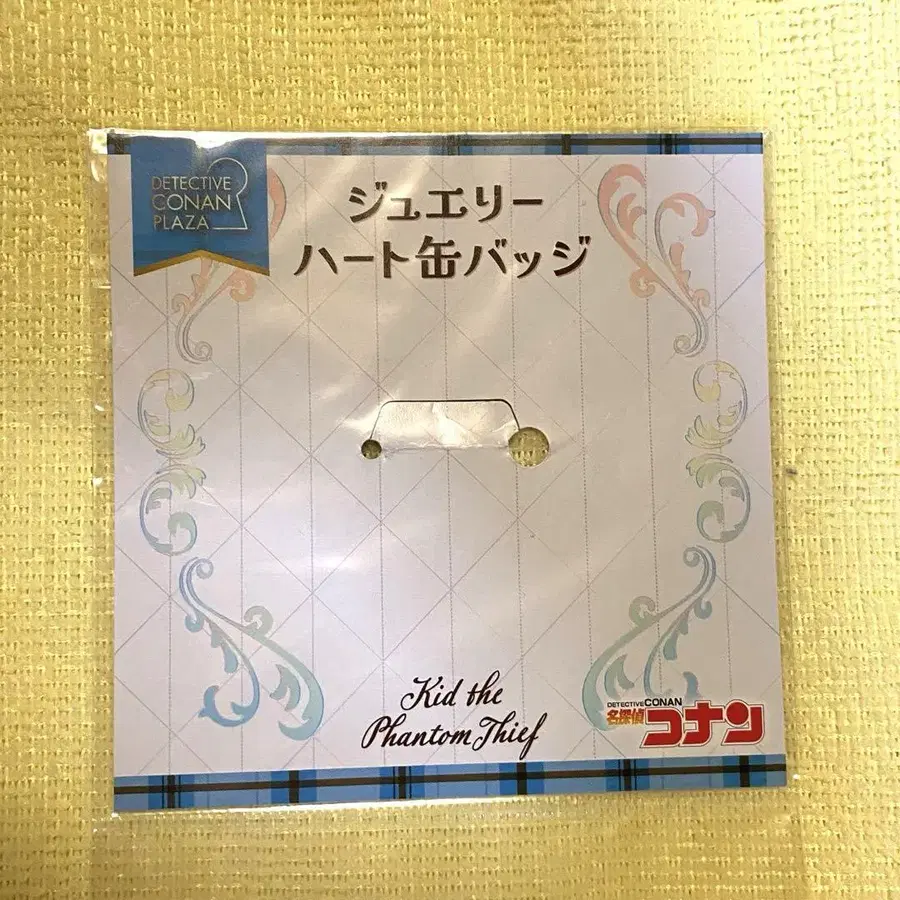 DETECTIVE
CONAN
PLAZA
ジュエリー
ハート缶バッジ
Kid the
Phantom Thief
DETECTIVE CONAN
名探偵
コナン